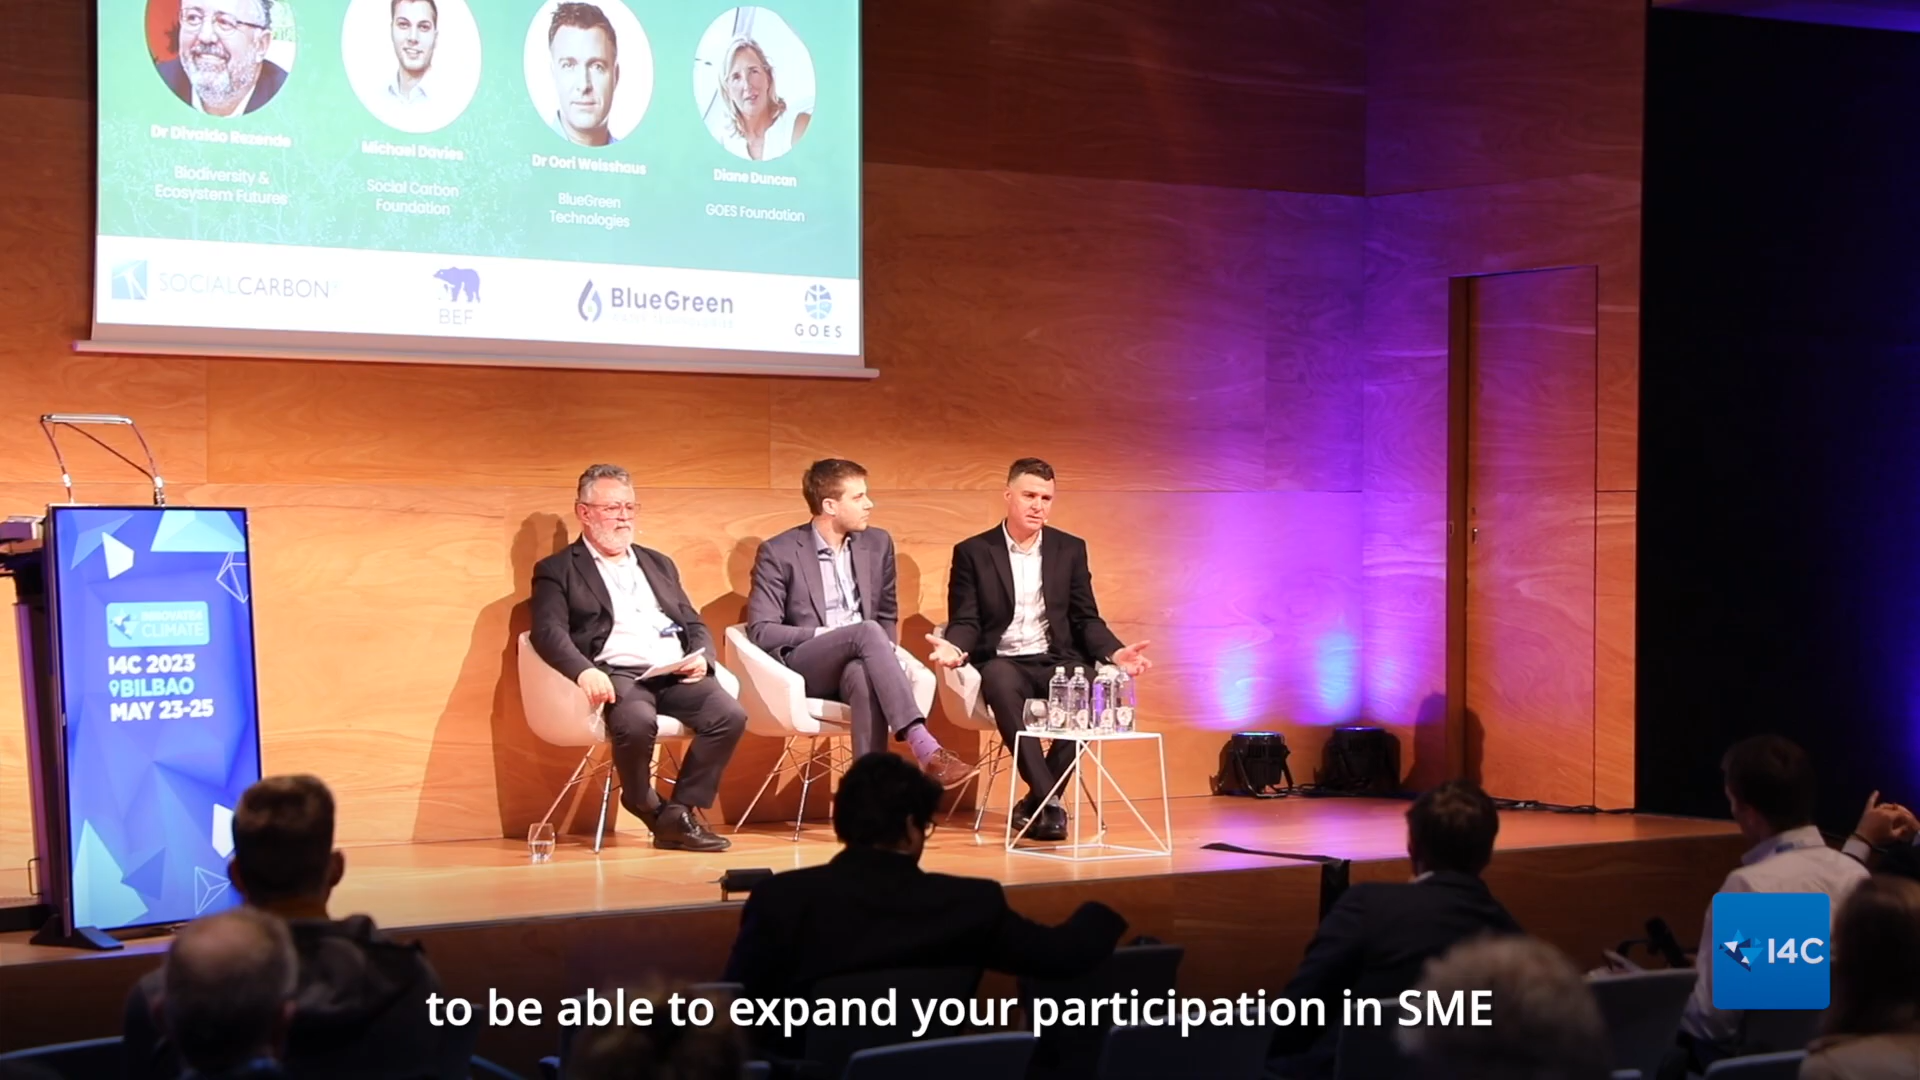 Dr Divaldo Rezende
Biodiversity &
Ecosystem Futures
Michael Davies
Social Carbon
Foundation
Dr Oori Weisshaus
BlueGreen
Technologies
Diane Duncan
GOES Foundation
SOCIALCARBON
BEF
BlueGreen
GOES
INNOVATE4
CLIMATE
I4C 2023
BILBAO
MAY 23-25
I4C
to be able to expand your participation in SME